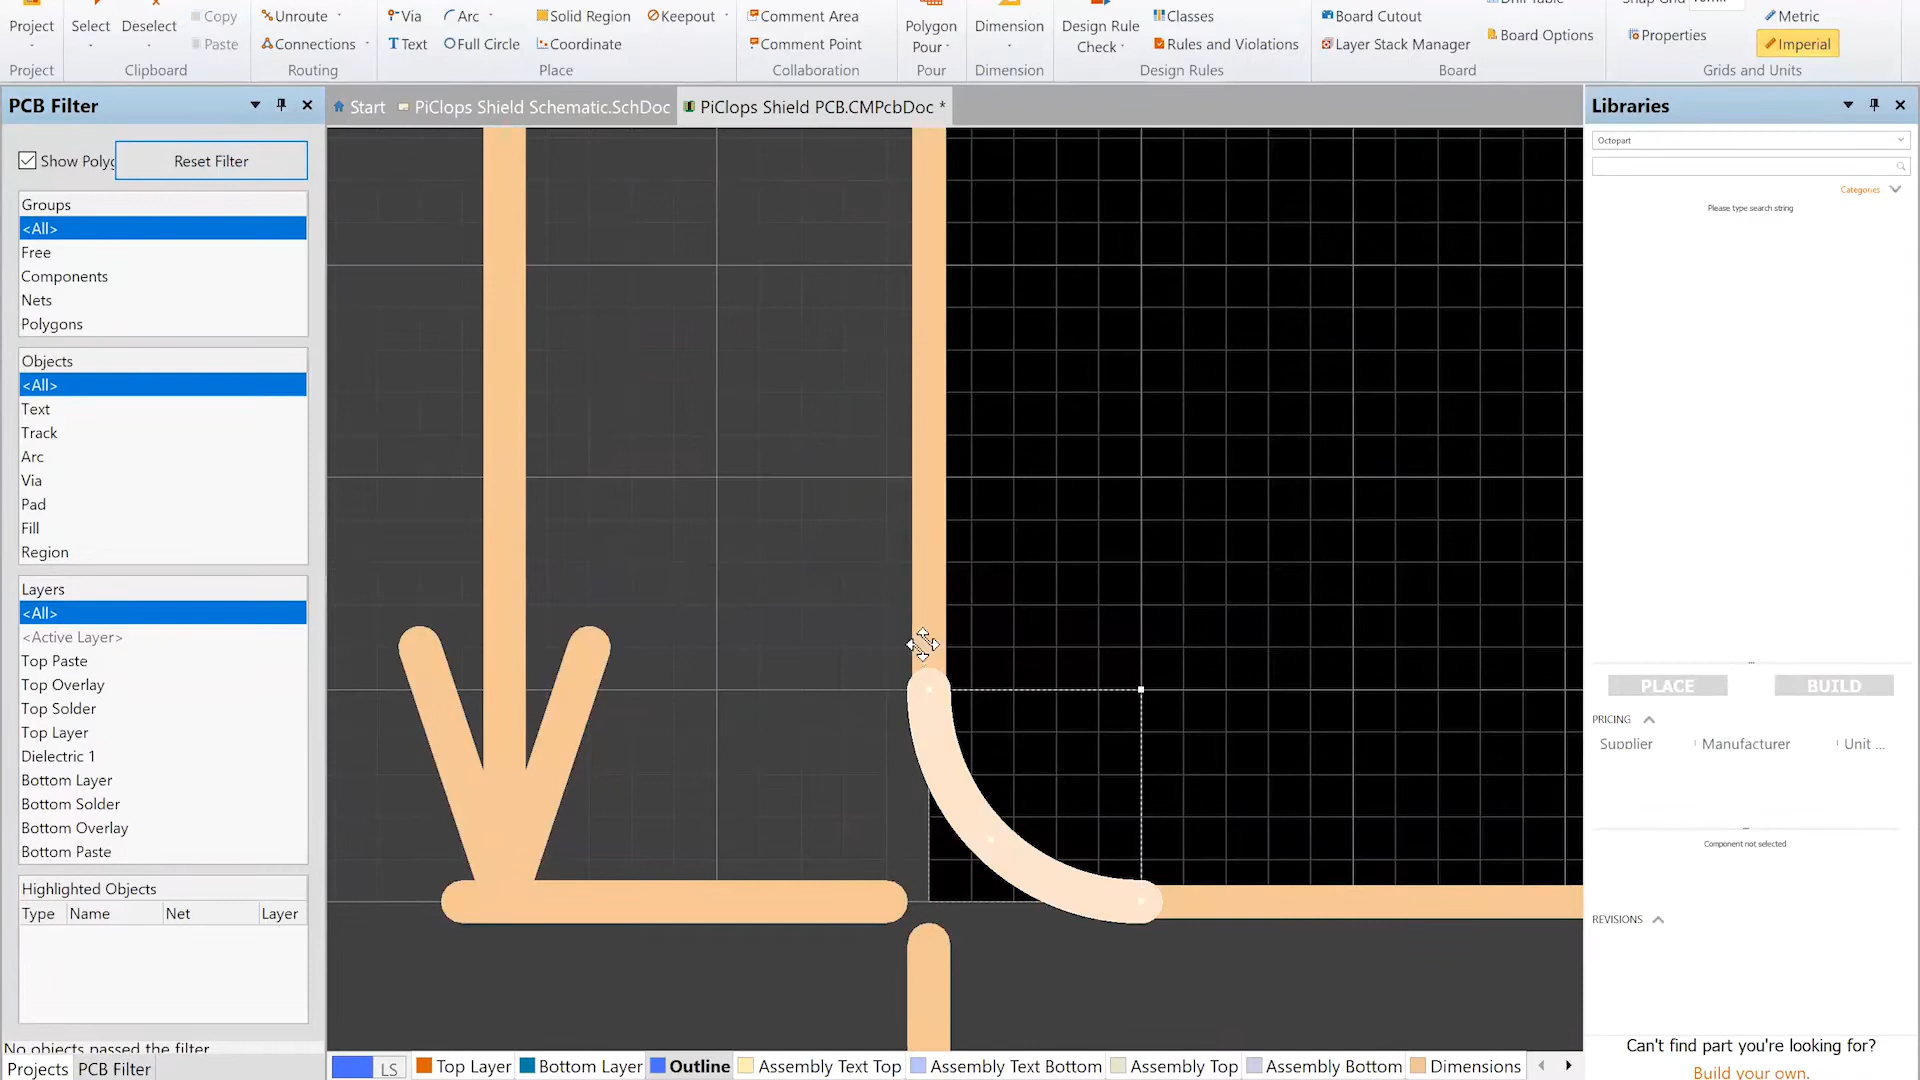 Project
Select
Deselect
Copy
Paste
Unroute
Connections
Via
Text
Arc
Full Circle
Solid Region
Coordinate
Keepout
Comment Area
Comment Point
Polygon
Pour
Dimension
Design Rule
Check
Classes
Rules and Violations
Board Cutout
Layer Stack Manager
Board Options
Properties
Metric
Imperial
Project
Clipboard
Routing
Place
Collaboration
Pour
Dimension
Design Rules
Board
Grids and Units
PCB Filter
Start
PiClops Shield Schematic.SchDoc
PiClops Shield PCB.CMPcbDoc *
Libraries
Show Polyg
Reset Filter
Groups
<All>
Free
Components
Nets
Polygons
Objects
<All>
Text
Track
Arc
Via
Pad
Fill
Region
Layers
<All>
<Active Layer>
Top Paste
Top Overlay
Top Solder
Top Layer
Dielectric 1
Bottom Layer
Bottom Solder
Bottom Overlay
Bottom Paste
Highlighted Objects
Type Name Net Layer
No objects passed the filter
Projects
PCB Filter
LS
Top Layer
Bottom Layer
Outline
Assembly Text Top
Assembly Text Bottom
Assembly Top
Assembly Bottom
Dimensions
Octopart
Categories
Please type search string
PLACE
BUILD
PRICING
Supplier Manufacturer Unit ...
Component not selected
REVISIONS
Can't find part you're looking for?
Build your own.